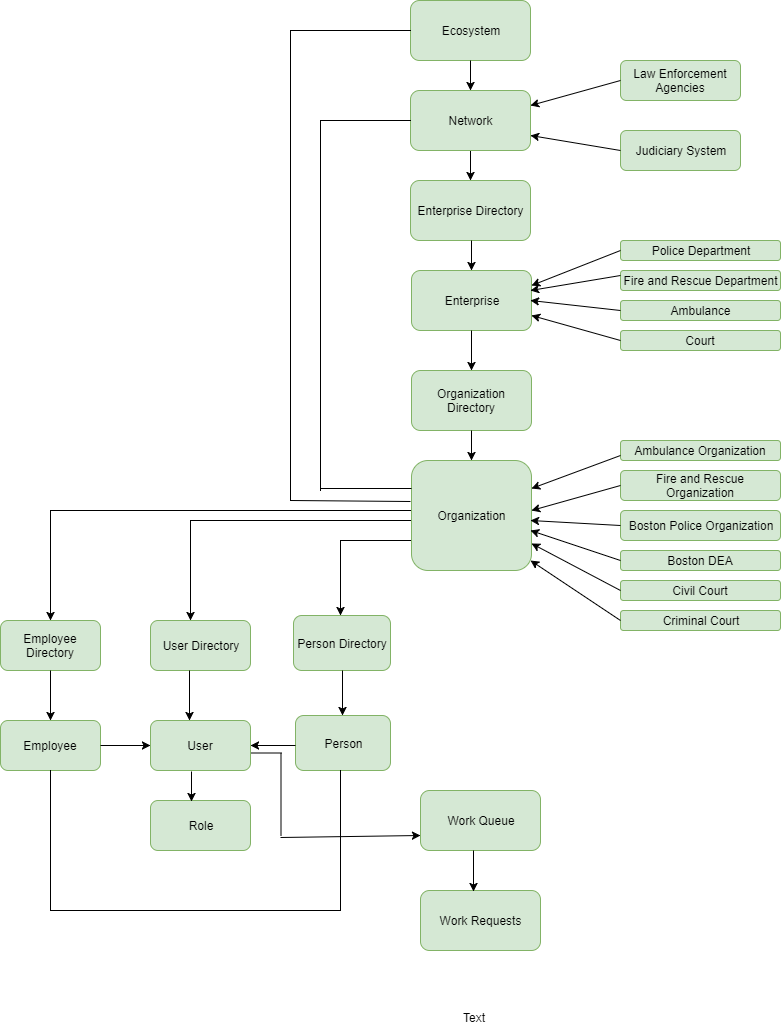 Ecosystem
Law Enforcement
Agencies
Network
Judiciary System
Enterprise Directory
Police Department
Fire and Rescue Department
Enterprise
Ambulance
Court
Organization
Directory
Ambulance Organization
Fire and Rescue
Organization
Organization
Boston Police Organization
Boston DEA
Civil Court
Criminal Court
Employee
Directory
User Directory
Person Directory
Employee
User
Person
Role
Work Queue
Work Requests
Text